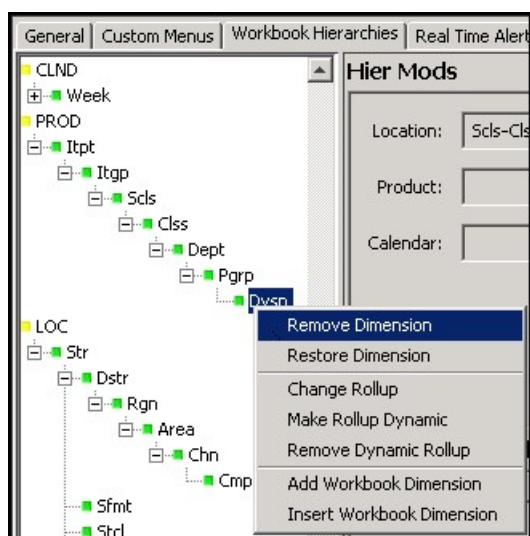 General
Custom Menus
Workbook Hierarchies
Real Time Alert
CLND
Week
PROD
Itpt
Itgp
Scls
Clss
Dept
Pgrp
Dvsn
LOC
Str
Dstr
Rgn
Area
Chn
Cmp
Sfmt
Stcl
Hier Mods
Location:
Scls-Cls
Product:
Calendar:
Remove Dimension
Restore Dimension
Change Rollup
Make Rollup Dynamic
Remove Dynamic Rollup
Add Workbook Dimension
Insert Workbook Dimension